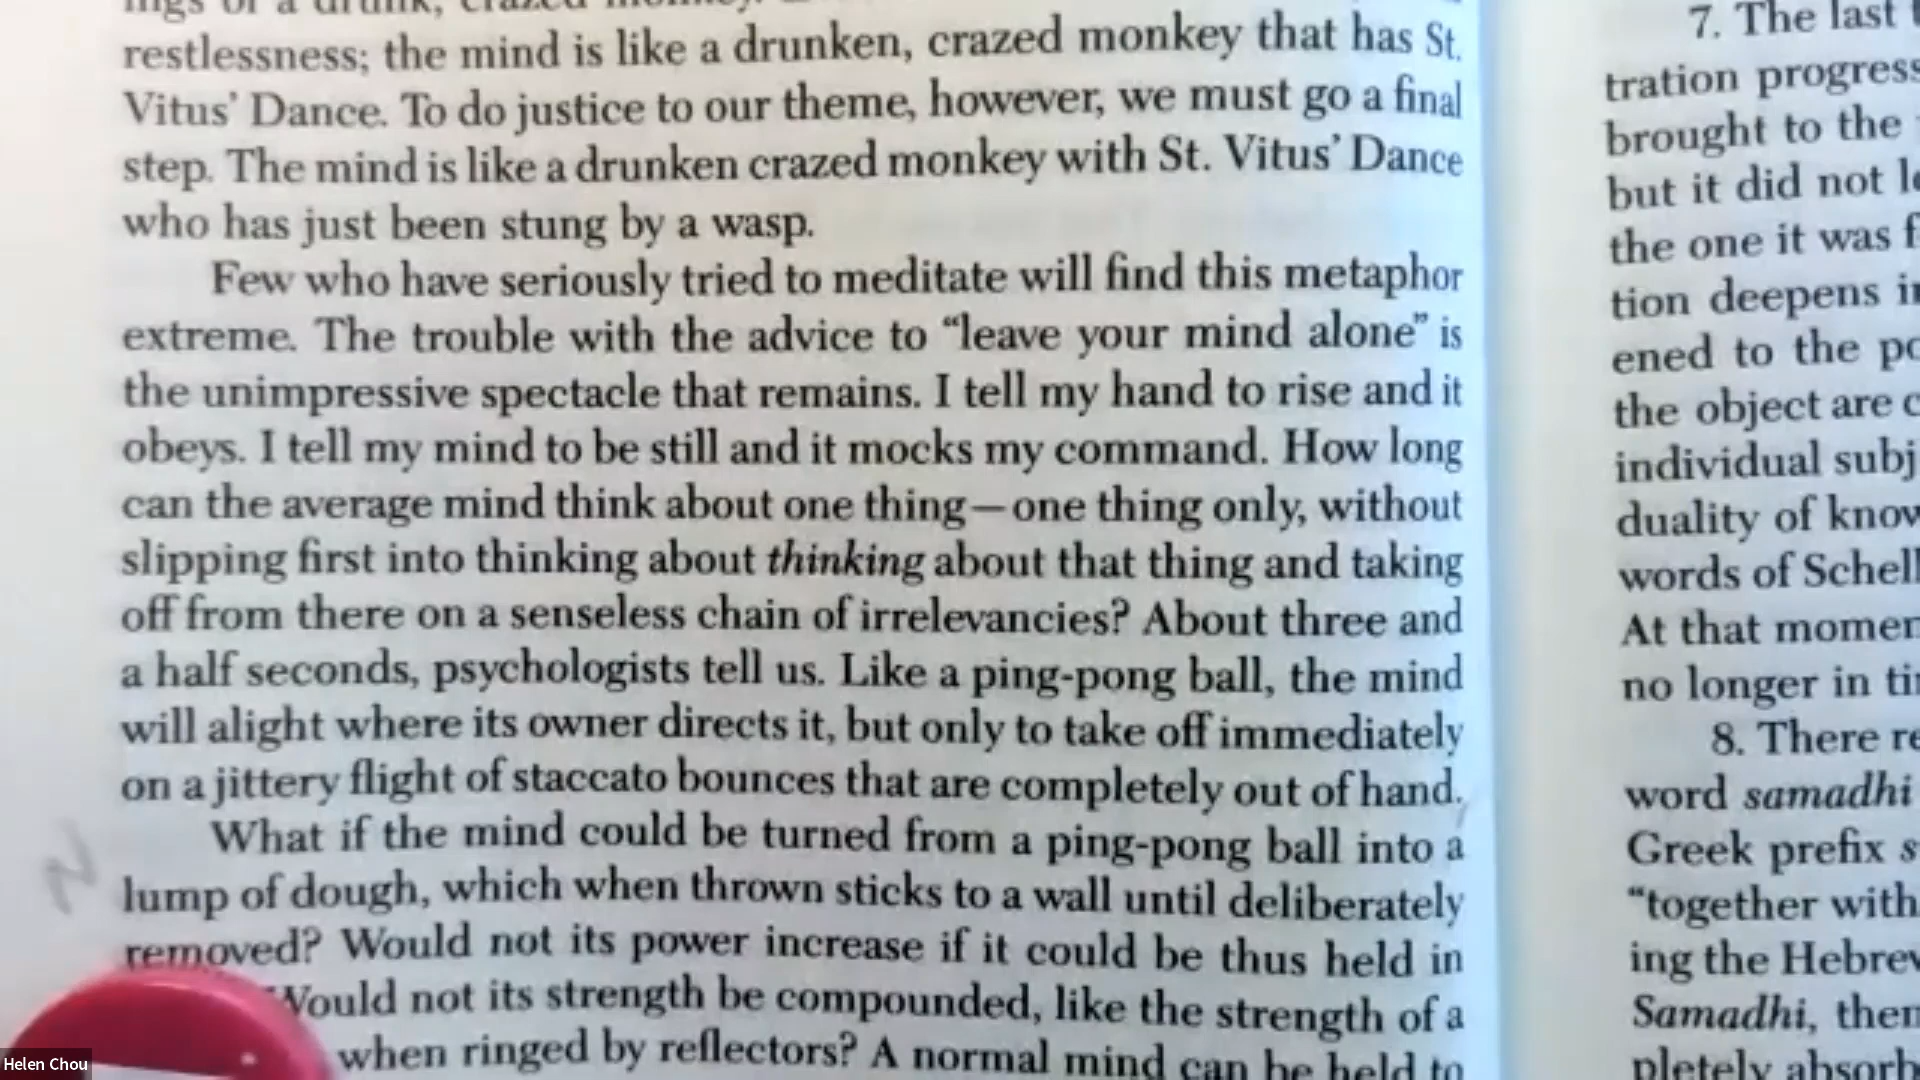 restlessness; the mind is like a drunken, crazed monkey that has St.
Vitus’ Dance. To do justice to our theme, however, we must go a final
step. The mind is like a drunken crazed monkey with St. Vitus’ Dance
who has just been stung by a wasp.
Few who have seriously tried to meditate will find this metaphor
extreme. The trouble with the advice to “leave your mind alone” is
the unimpressive spectacle that remains. I tell my hand to rise and it
obeys. I tell my mind to be still and it mocks my command. How long
can the average mind think about one thing—one thing only, without
slipping first into thinking about thinking about that thing and taking
off from there on a senseless chain of irrelevancies? About three and
a half seconds, psychologists tell us. Like a ping-pong ball, the mind
will alight where its owner directs it, but only to take off immediately
on a jittery flight of staccato bounces that are completely out of hand.
What if the mind could be turned from a ping-pong ball into a
lump of dough, which when thrown sticks to a wall until deliberately
removed? Would not its power increase if it could be thus held in
Would not its strength be compounded, like the strength of a
when ringed by reflectors? A normal mind can be held to
7. The last
tration progress
brought to the
but it did not
the one it was
tion deepens
ened to the
the object are
individual
duality of
words of
At that
no longer in
8. There
word samadhi
Greek prefix
“together with
ing the
Samadhi,
Helen Chou